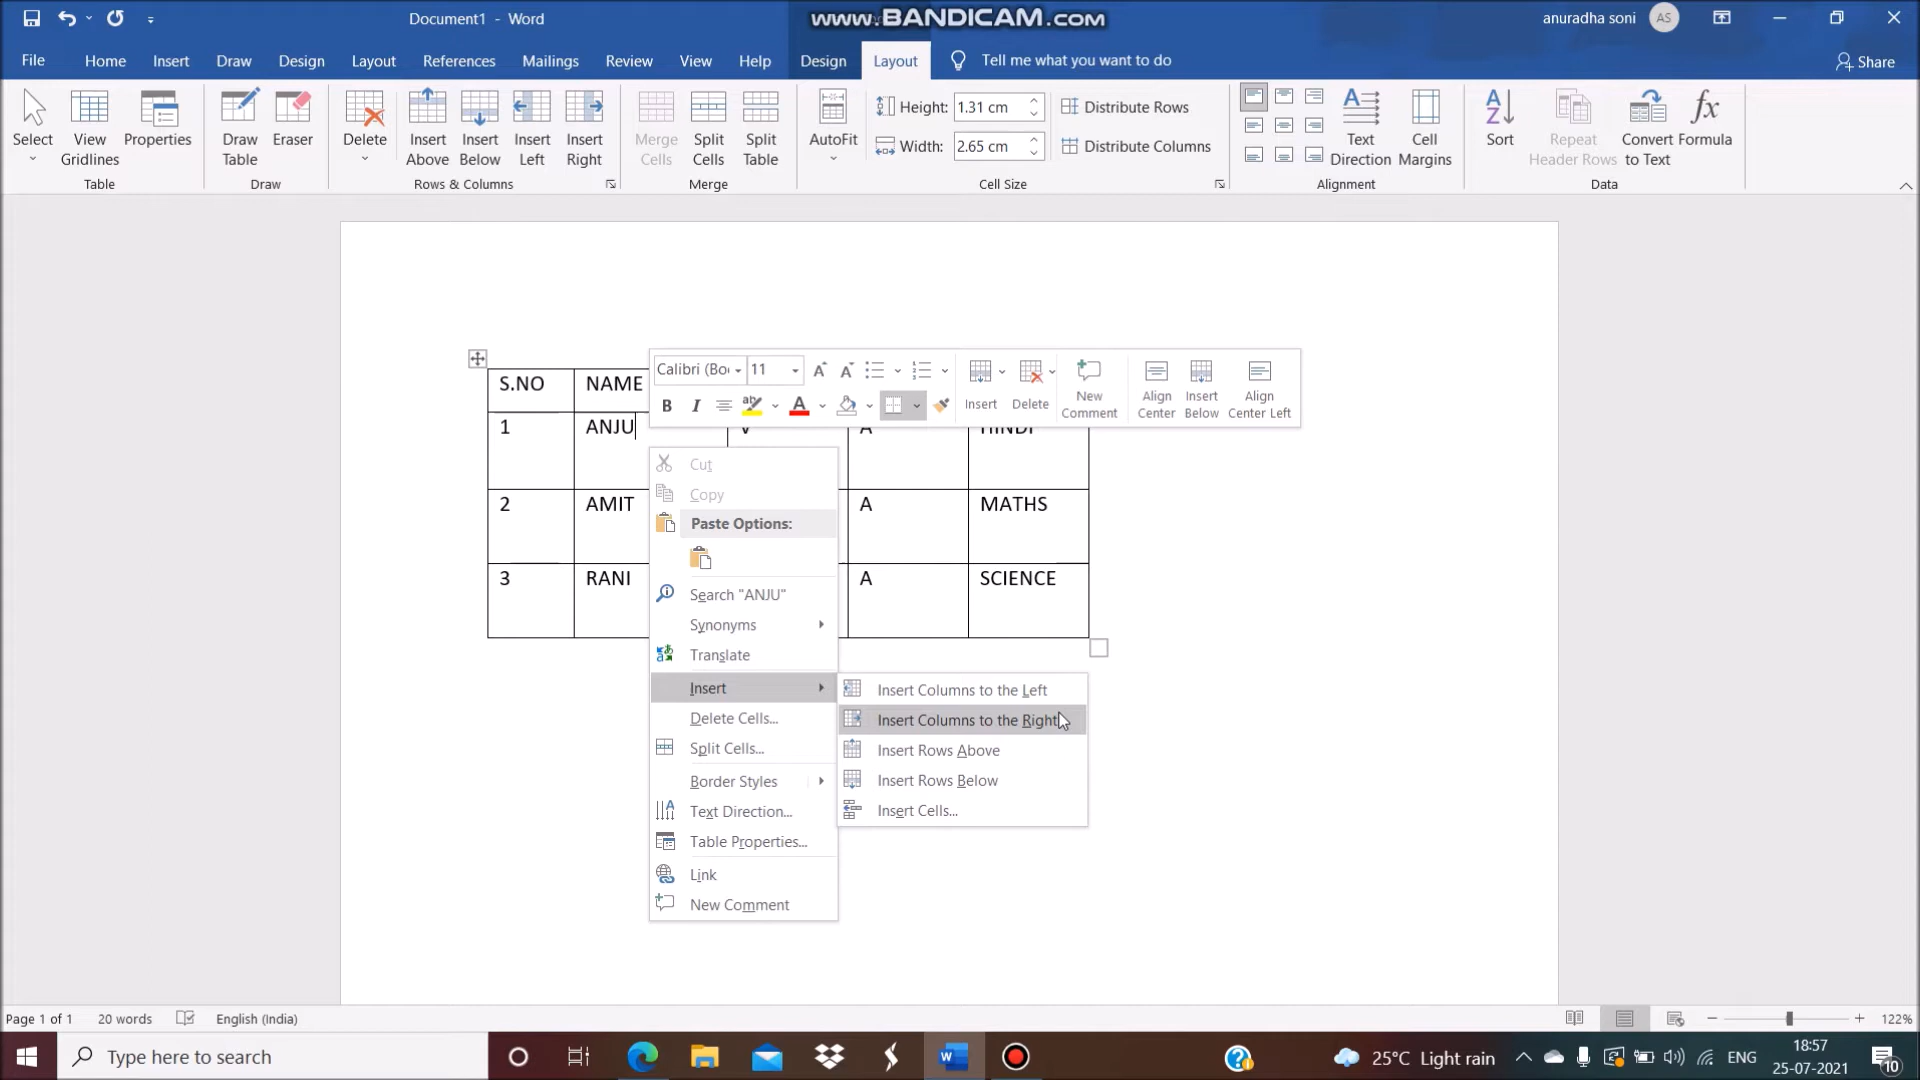 Document1 - Word
www.BANDICAM.com
anuradha soni AS
File Home Insert Draw Design Layout References Mailings Review View Help Design Layout Tell me what you want to do Share
Select
View Gridlines
Properties
Table
Draw Table
Eraser
Draw
Delete
Insert Above
Insert Below
Insert Left
Insert Right
Rows & Columns
Merge Cells
Split Cells
Split Table
Merge
AutoFit
Height: 1.31 cm
Width: 2.65 cm
Distribute Rows
Distribute Columns
Cell Size
Text Direction
Cell Margins
Alignment
Sort
Repeat Header Rows
Convert to Text
Formula
Data
Calibri (Bo 11
B I
Insert
Delete
New Comment
Align Center
Insert Below
Align Center Left
S.NO NAME
1 ANJU V A HINDI
2 AMIT A MATHS
3 RANI A SCIENCE
Cut
Copy
Paste Options:
Search "ANJU"
Synonyms
Translate
Insert
Delete Cells...
Split Cells...
Border Styles
Text Direction...
Table Properties...
Link
New Comment
Insert Columns to the Left
Insert Columns to the Right
Insert Rows Above
Insert Rows Below
Insert Cells...
Page 1 of 1 20 words English (India) 122%
Type here to search
25°C Light rain
ENG
18:57
25-07-2021
10